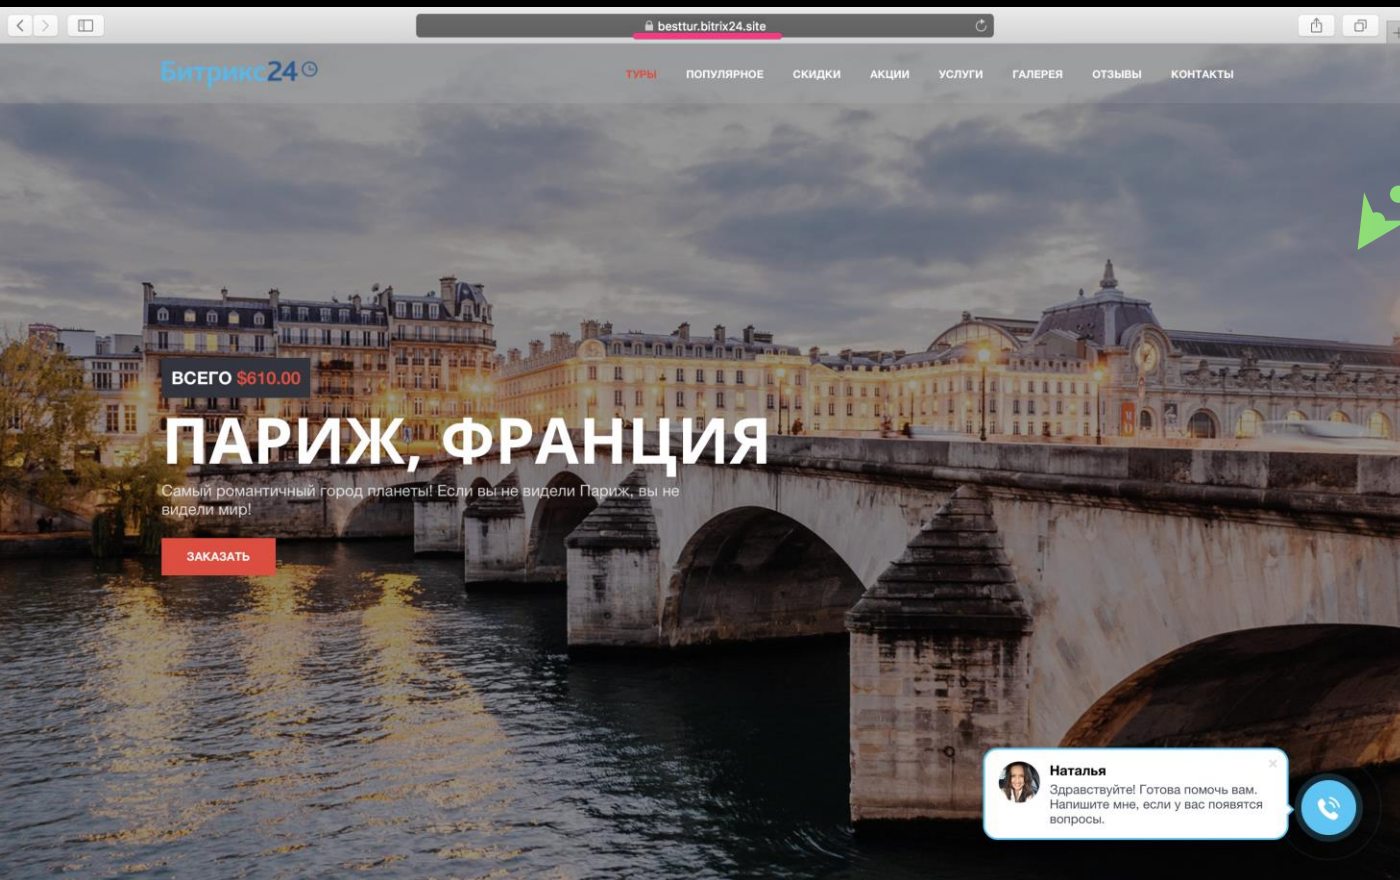 besttur.bitrix24.site
Битрикс24
ТУРЫ ПОПУЛЯРНОЕ СКИДКИ АКЦИИ УСЛУГИ ГАЛЕРЕЯ ОТЗЫВЫ КОНТАКТЫ
ВСЕГО $610.00
ПАРИЖ, ФРАНЦИЯ
Самый романтичный город планеты! Если вы не видели Париж, вы не
видели мир!
ЗАКАЗАТЬ
Наталья
Здравствуйте! Готова помочь вам.
Напишите мне, если у вас появятся
вопросы.